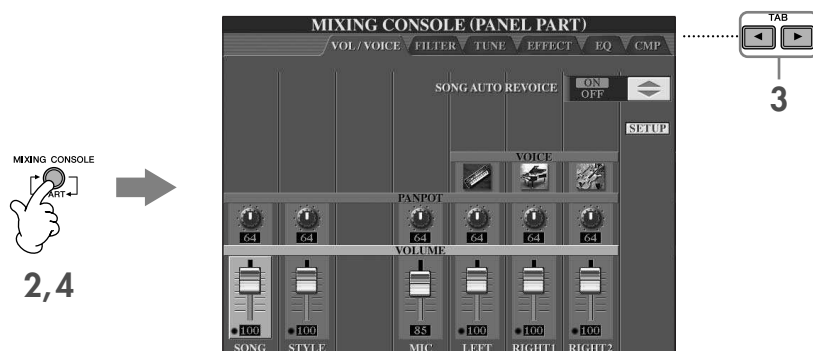 MIXING CONSOLE (PANEL PART)
VOL / VOICE FILTER TUNE EFFECT EQ CMP
TAB
3
SONG AUTO REVOICE ON
OFF
SETUP
MIXING CONSOLE
ART
2,4
VOICE
PANPOT
64 64 64 64 64 64
VOLUME
100 100 85 100 100 100
SONG STYLE MIC LEFT RIGHT1 RIGHT2